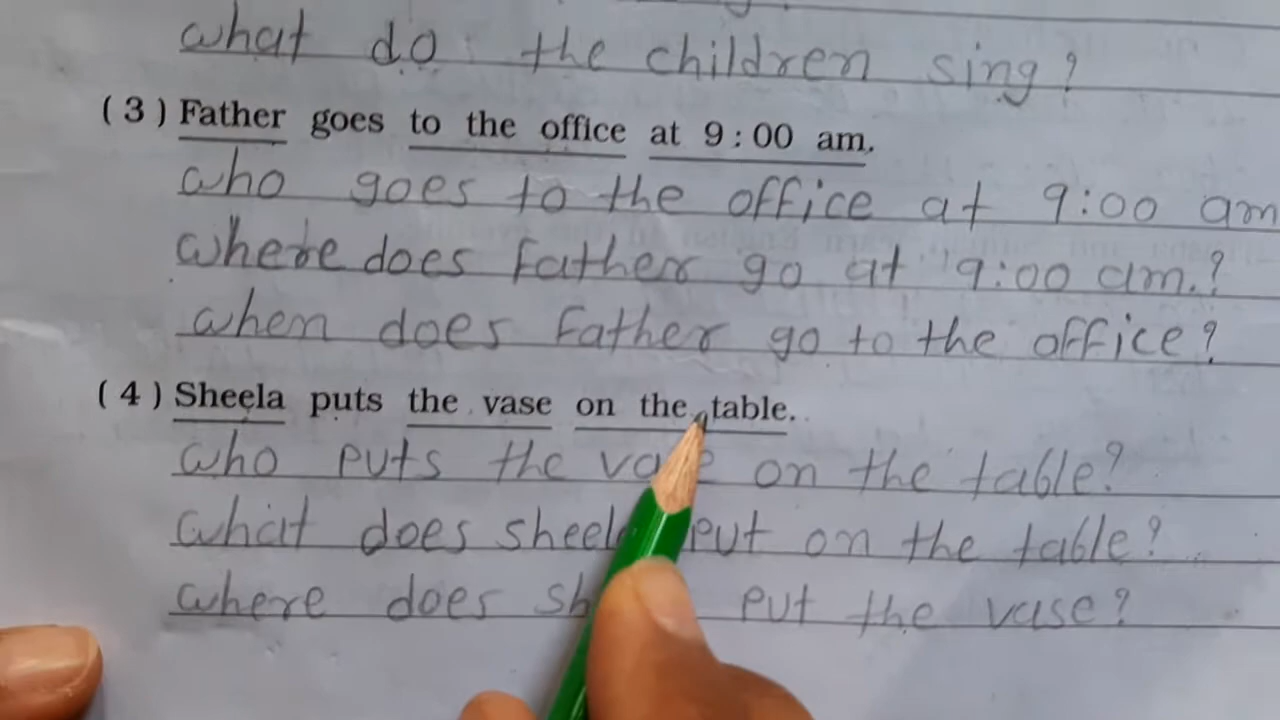 what do the children sing?
(3) Father goes to the office at 9:00 am.
who goes to the office at 9:00 am
where does Father go at 9:00 am.?
when does Father go to the office?
(4) Sheela puts the vase on the table.
who puts the vase on the table?
what does sheela put on the table?
where does put the vase?